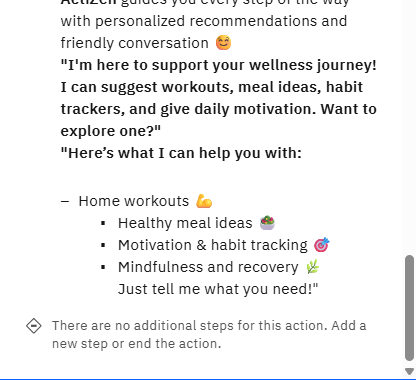 Actizen guides you every step of the way
with personalized recommendations and
friendly conversation 😊
"I'm here to support your wellness journey!
I can suggest workouts, meal ideas, habit
trackers, and give daily motivation. Want to
explore one?"
"Here’s what I can help you with:
– Home workouts 💪
▪ Healthy meal ideas 🥗
▪ Motivation & habit tracking 🎯
▪ Mindfulness and recovery 🌿
Just tell me what you need!"
There are no additional steps for this action. Add a
new step or end the action.